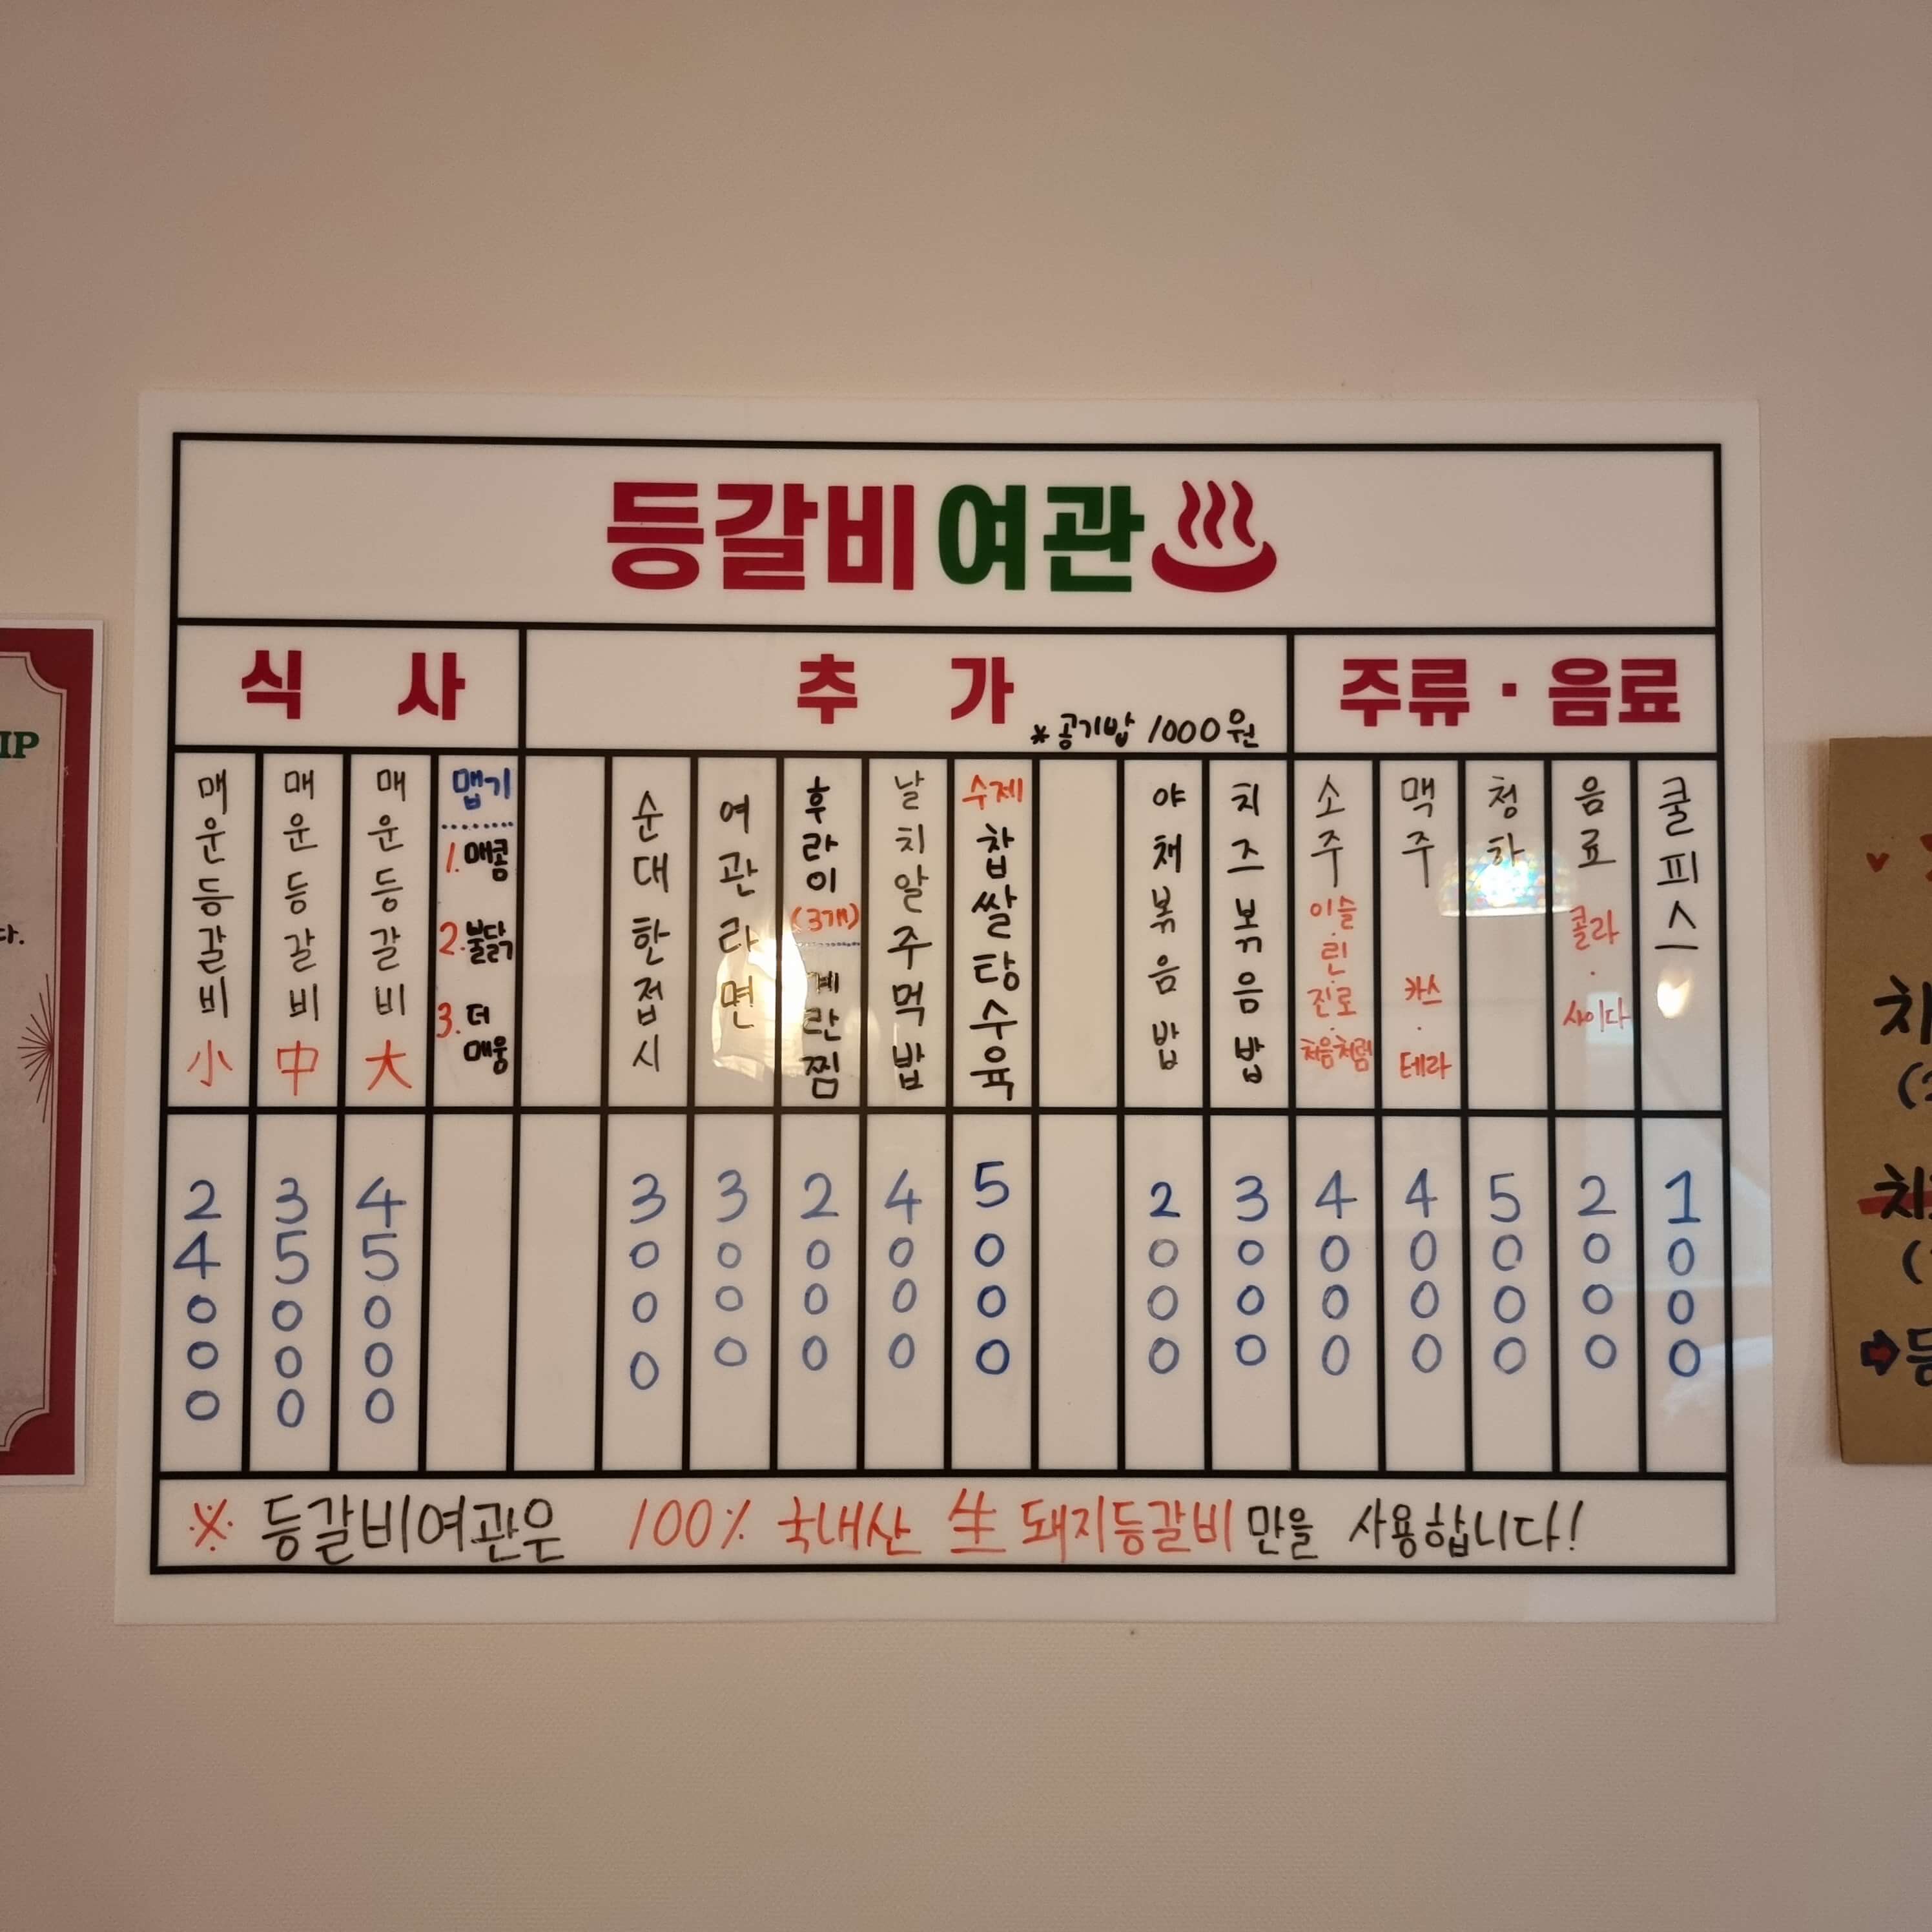 등갈비여관
식 사
추 가
*공기밥 1000원
주류·음료
매운등갈비 小
매운등갈비 中
매운등갈비 大
맵기
1. 매콤
2. 불닭
3. 더 매웅
순대한접시
여관라면
후라이 (3개)
계란찜
날치알주먹밥
수제 찹쌀탕수육
야채볶음밥
치즈볶음밥
소주 이슬·린·진로·처음처럼
맥주 카스·테라
청하
음료 콜라·사이다
쿨피스
24000
35000
45000
3000
3000
2000
4000
5000
2000
3000
4000
4000
5000
2000
1000
※ 등갈비여관은 100% 국내산 生 돼지등갈비만을 사용합니다!
IP
다.